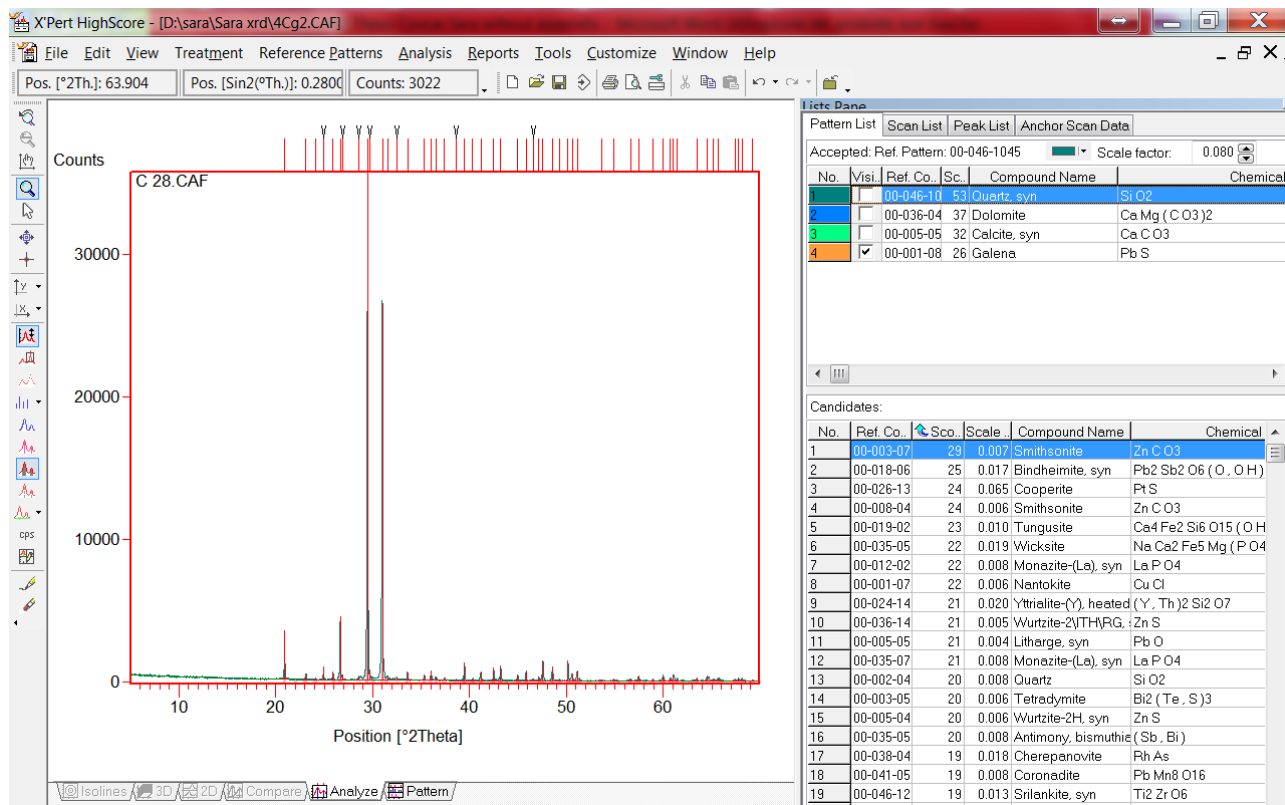 X'Pert HighScore - [D:\sara\Sara xrd\4Cg2.CAF]
File Edit View Treatment Reference Patterns Analysis Reports Tools Customize Window Help
Pos. [°2Th.]: 63.904 Pos. [Sin2(ºTh.)]: 0.2800 Counts: 3022
Lists Pane
Pattern List Scan List Peak List Anchor Scan Data
Accepted: Ref. Pattern: 00-046-1045 Scale factor: 0.080
No. Visi.. Ref. Co.. Sc.. Compound Name Chemical
1 00-046-10 53 Quartz, syn Si O2
2 00-036-04 37 Dolomite Ca Mg ( C O3 )2
3 00-005-05 32 Calcite, syn Ca C O3
4 00-001-08 26 Galena Pb S
Counts
C 28.CAF
30000
20000
10000
0
10 20 30 40 50 60
Position [°2Theta]
cps
Isolines 3D 2D Compare Analyze Pattern
Candidates:
No. Ref. Co.. Sco.. Scale .. Compound Name Chemical
1 00-003-07 29 0.007 Smithsonite Zn C O3
2 00-018-06 25 0.017 Bindheimite, syn Pb2 Sb2 O6 ( O , O H )
3 00-026-13 24 0.065 Cooperite Pt S
4 00-008-04 24 0.006 Smithsonite Zn C O3
5 00-019-02 23 0.010 Tungusite Ca4 Fe2 Si6 O15 ( O H
6 00-035-05 22 0.019 Wicksite Na Ca2 Fe5 Mg ( P O4
7 00-012-02 22 0.008 Monazite-(La), syn La P O4
8 00-001-07 22 0.006 Nantokite Cu Cl
9 00-024-14 21 0.020 Yttrialite-(Y), heated ( Y , Th )2 Si2 O7
10 00-036-14 21 0.005 Wurtzite-2\ITH\RG, Zn S
11 00-005-05 21 0.004 Litharge, syn Pb O
12 00-035-07 21 0.008 Monazite-(La), syn La P O4
13 00-002-04 20 0.008 Quartz Si O2
14 00-003-05 20 0.006 Tetradymite Bi2 ( Te , S )3
15 00-005-04 20 0.006 Wurtzite-2H, syn Zn S
16 00-035-05 20 0.008 Antimony, bismuthia ( Sb , Bi )
17 00-038-04 19 0.018 Cherepanovite Rh As
18 00-041-05 19 0.008 Coronadite Pb Mn8 O16
19 00-046-12 19 0.013 Srilankite, syn Ti2 Zr O6